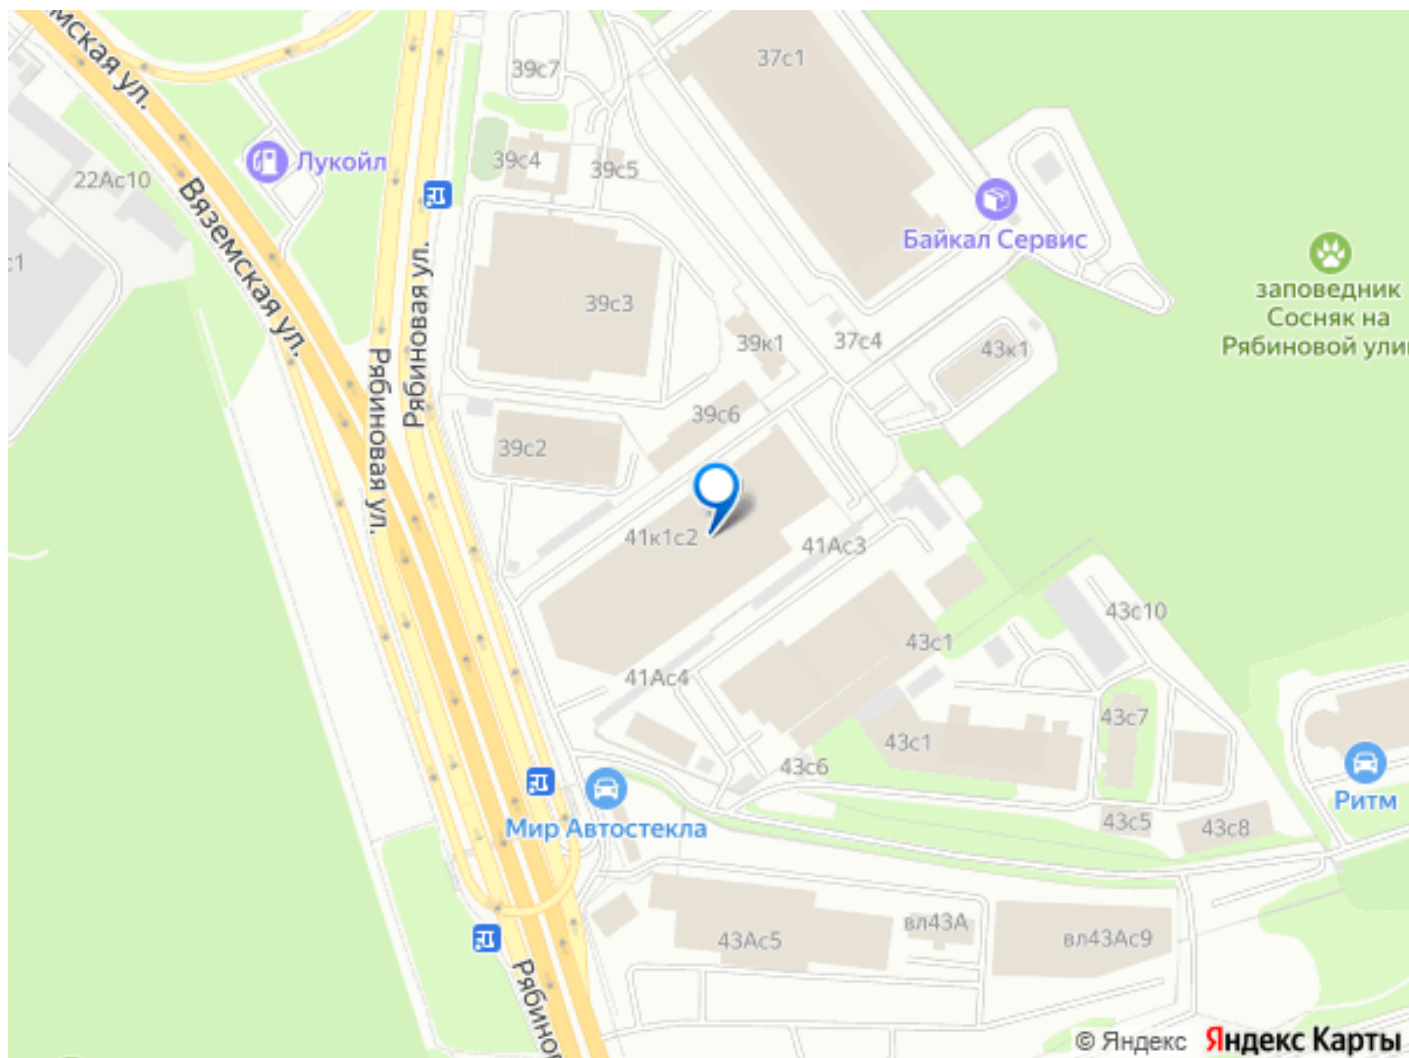 мская ул.
37с1
39с7
Лукойл
39с4
39с5
22Ас10
Вяземская ул.
Байкал Сервис
с1
Рябиновая ул.
заповедник
Сосняк на
Рябиновой ули
39с3
39к1
37с4
43к1
Рябиновая ул.
39с6
39с2
41к1с2
41Ас3
43с10
43с1
41Ас4
43с7
43с1
43с6
Ритм
Мир Автостекла
43с5
43с8
43Ас5
вл43А
вл43Ас9
Рябинов
© Яндекс Яндекс Карты